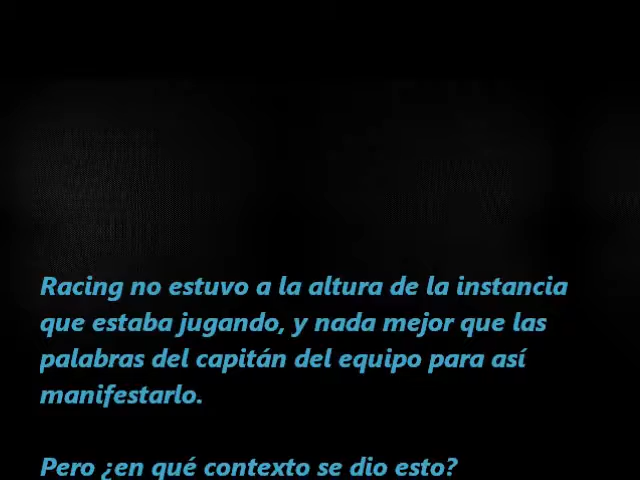 Racing no estuvo a la altura de la instancia
que estaba jugando, y nada mejor que las
palabras del capitán del equipo para así
manifestarlo.
Pero ¿en qué contexto se dio esto?